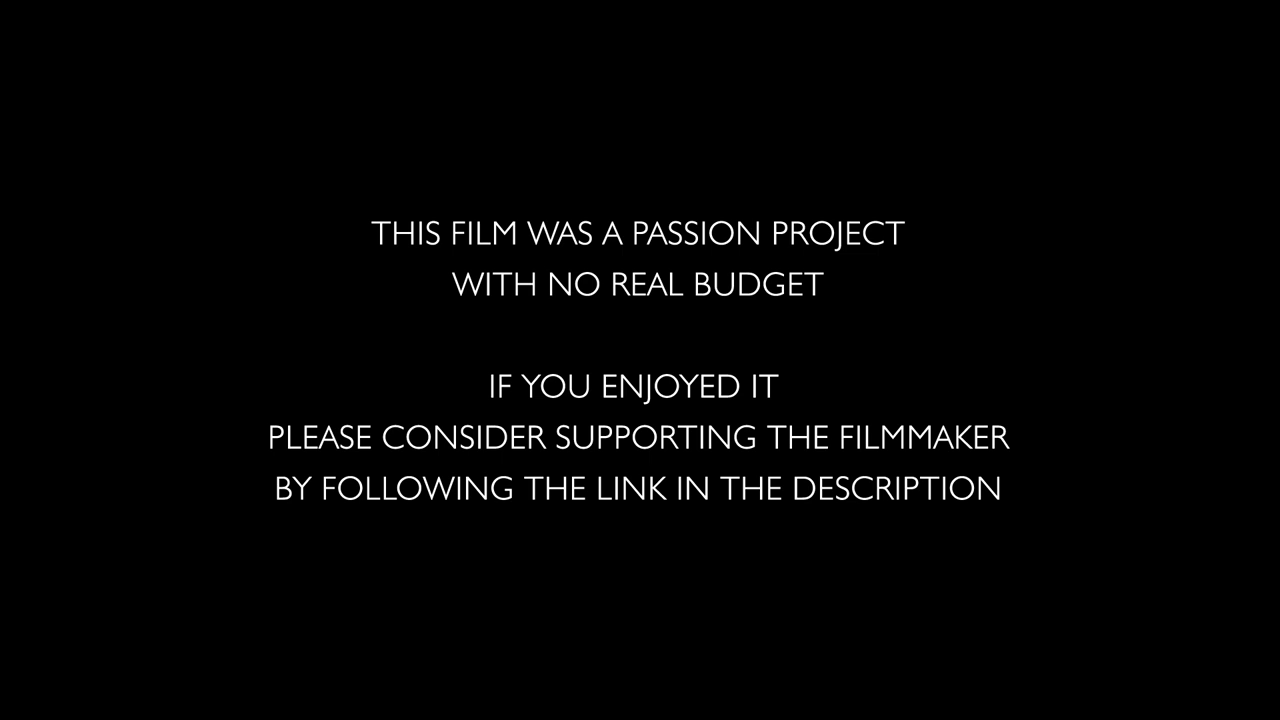 THIS FILM WAS A PASSION PROJECT
WITH NO REAL BUDGET
IF YOU ENJOYED IT
PLEASE CONSIDER SUPPORTING THE FILMMAKER
BY FOLLOWING THE LINK IN THE DESCRIPTION